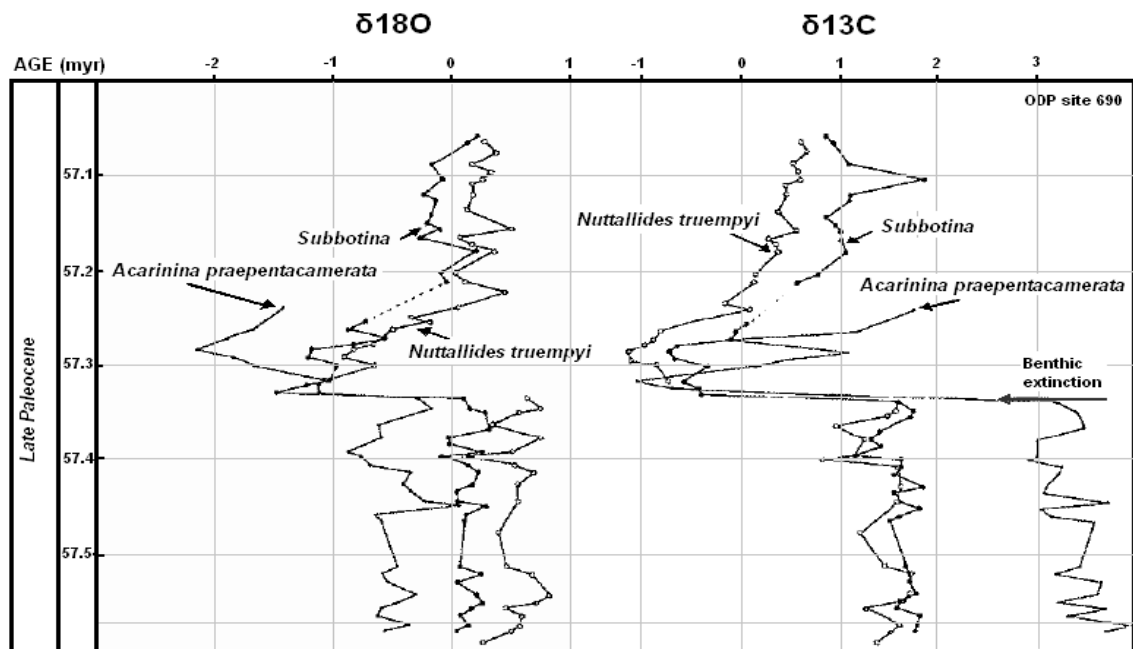 δ18O δ13C
AGE (myr) -2 -1 0 1 -1 0 1 2 3
ODP site 690
57.1
Nuttallides truempyi
Subbotina
Subbotina
57.2
Acarinina praepentacamerata
Acarinina praepentacamerata
Nuttallides truempyi
57.3
Benthic
extinction
Late Paleocene
57.4
57.5